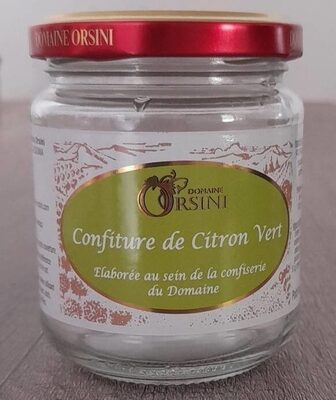 DOMAINE ORSINI
DOMAINE
ORSINI
Confiture de Citron Vert
Elaborée au sein de la confiserie
du Domaine